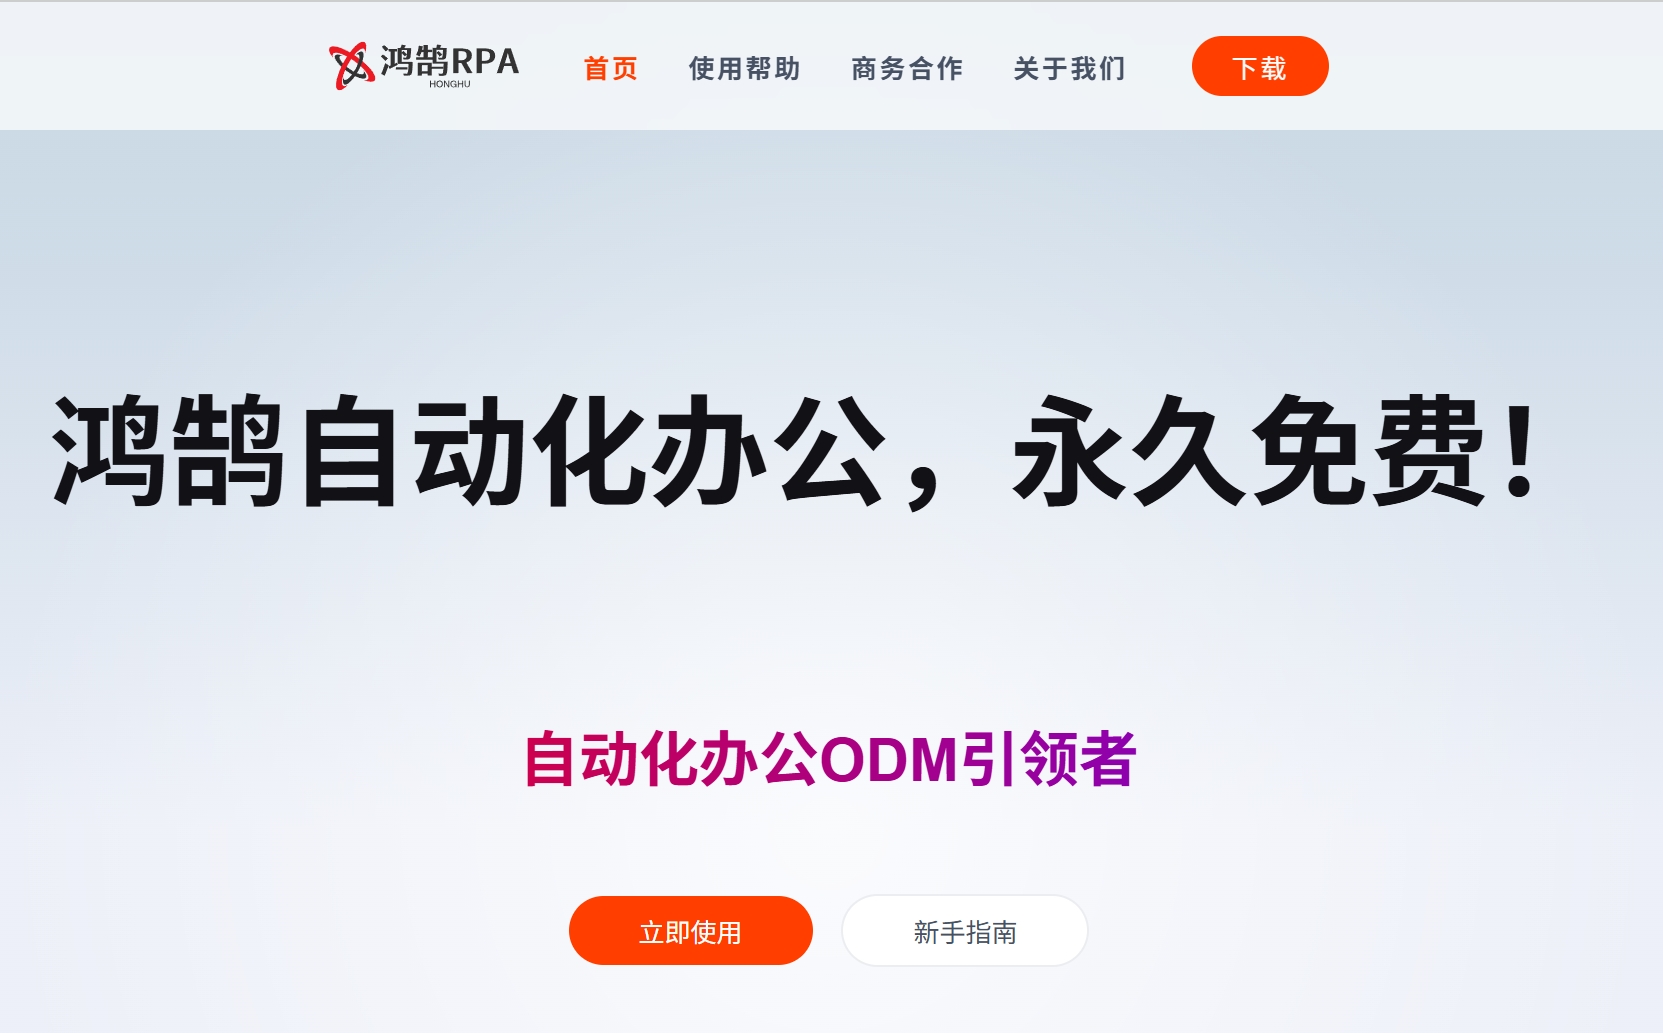 鸿鹄RPA
HONGHU
首页 使用帮助 商务合作 关于我们 下载
鸿鹄自动化办公，永久免费！
自动化办公ODM引领者
立即使用 新手指南